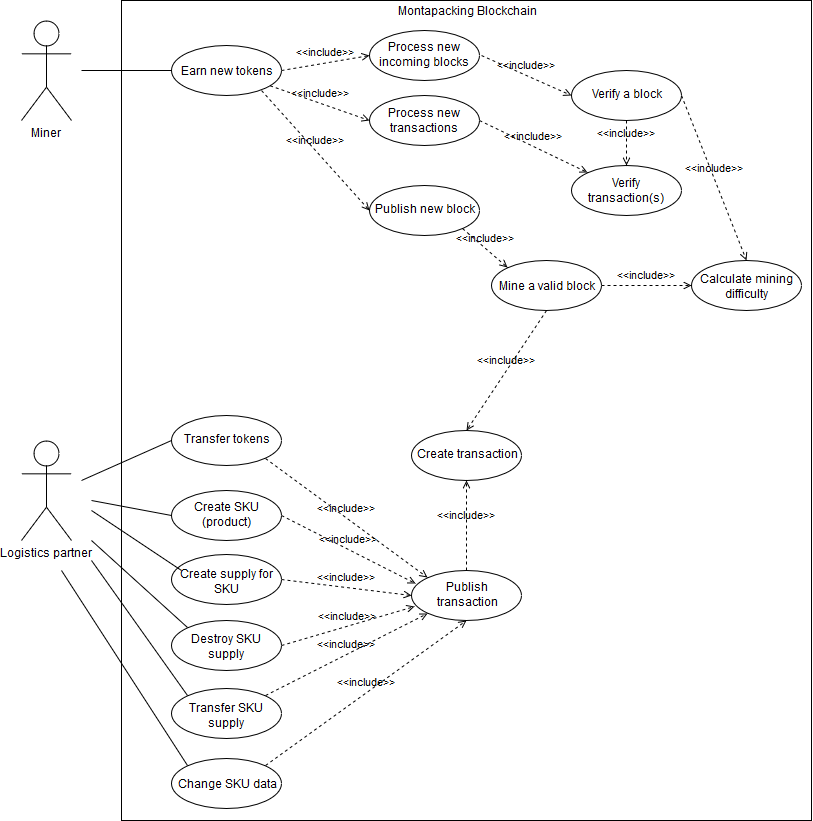 Montapacking Blockchain
Miner
Earn new tokens
<<include>>
Process new
incoming blocks
<<include>>
Verify a block
<<include>>
Process new
transactions
<<include>>
<<include>>
<<include>>
Verify
transaction(s)
<<include>>
Publish new block
<<include>>
Mine a valid block
<<include>>
Calculate mining
difficulty
<<include>>
Create transaction
<<include>>
Logistics partner
Transfer tokens
<<include>>
Create SKU
(product)
<<include>>
Create supply for
SKU
<<include>>
Publish
transaction
Destroy SKU
supply
<<include>>
Transfer SKU
supply
<<include>>
Change SKU data
<<include>>